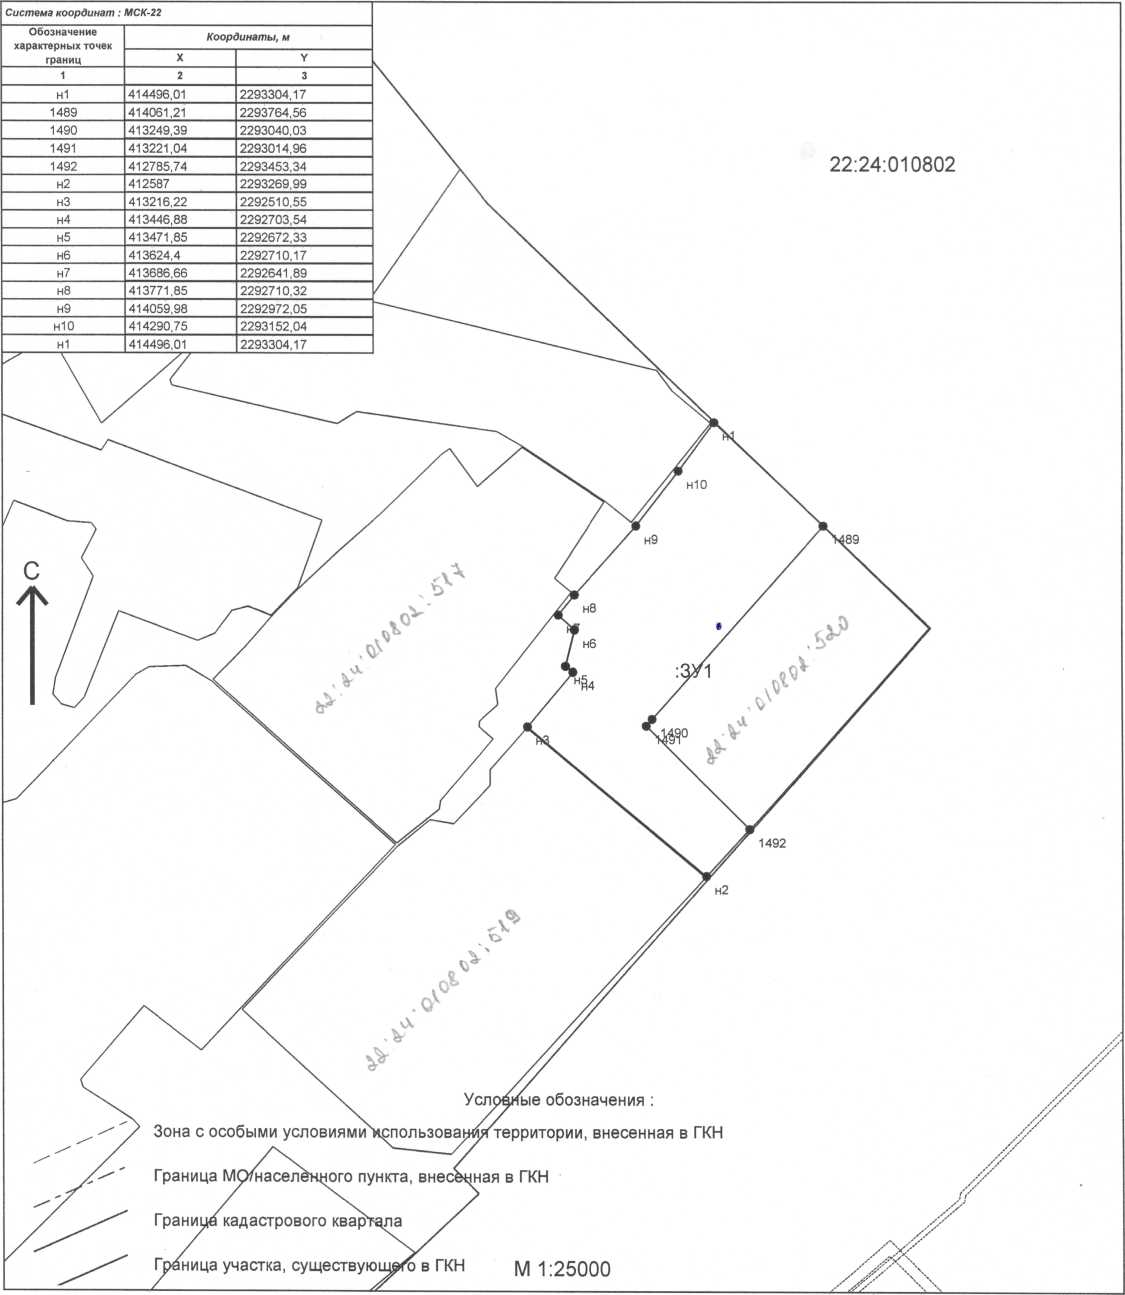 Система координат : МСК-22
Обозначение характерных точек границ
Координаты, м
X Y
1 2 3
н1 414496,01 2293304,17
1489 414061,21 2293764,56
1490 413249,39 2293040,03
1491 413221,04 2293014,96
1492 412785,74 2293453,34
н2 412587 2293269,99
н3 413216,22 2292510,55
н4 413446,88 2292703,54
н5 413471,85 2292672,33
н6 413624,4 2292710,17
н7 413686,66 2292641,89
н8 413771,85 2292710,32
н9 414059,98 2292972,05
н10 414290,75 2293152,04
н1 414496,01 2293304,17
22:24:010802
н1
н10
н9
1489
С
н8
н7
н6
н5
н4
22:24:010802:517
:ЗУ1
22:24:010802:520
н3
1490
1491
1492
н2
22:24:010802:519
Условные обозначения :
Зона с особыми условиями использования территории, внесенная в ГКН
Граница МО/населенного пункта, внесенная в ГКН
Граница кадастрового квартала
Граница участка, существующего в ГКН
М 1:25000